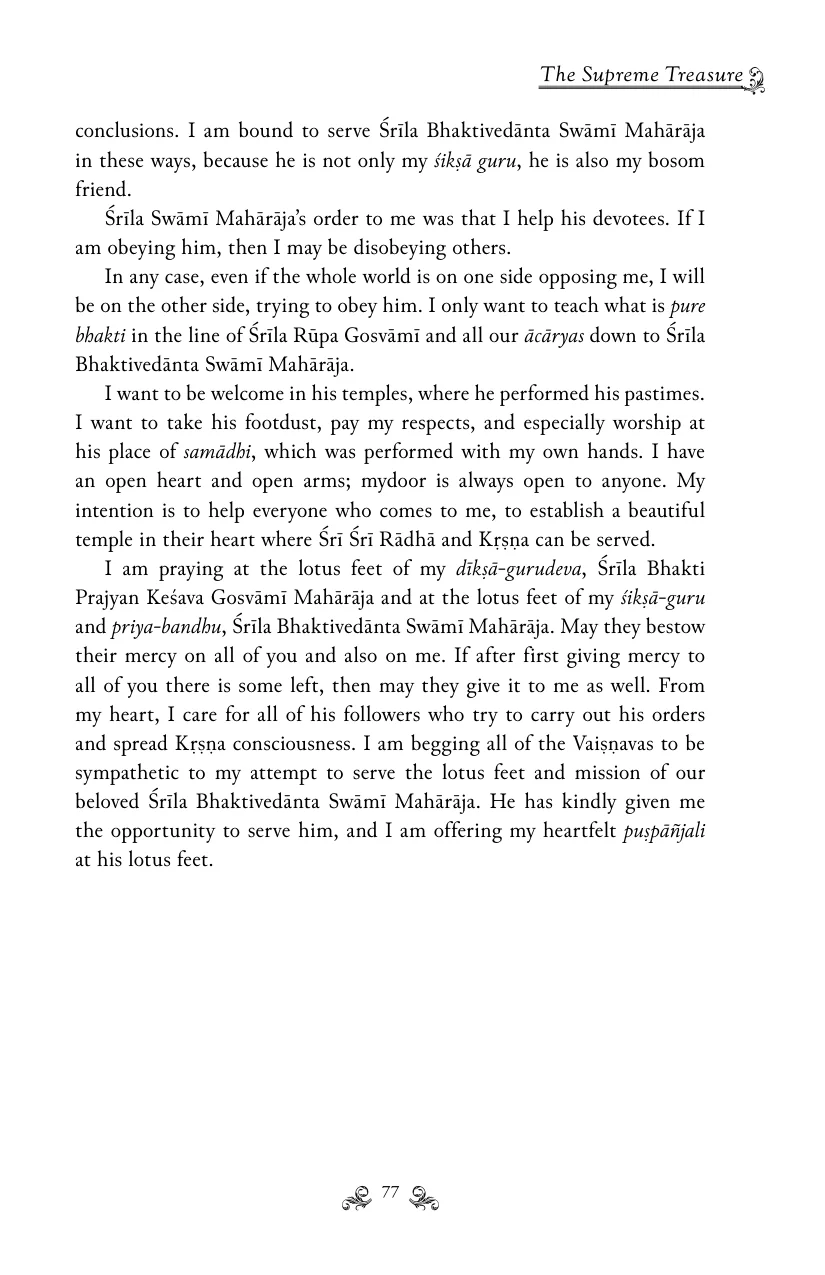 The Supreme Treasure
conclusions. I am bound to serve Śrīla Bhaktivedānta Swāmī Mahārāja
in these ways, because he is not only my śikṣā guru, he is also my bosom
friend.
Śrīla Swāmī Mahārāja’s order to me was that I help his devotees. If I
am obeying him, then I may be disobeying others.
In any case, even if the whole world is on one side opposing me, I will
be on the other side, trying to obey him. I only want to teach what is pure
bhakti in the line of Śrīla Rūpa Gosvāmī and all our ācāryas down to Śrīla
Bhaktivedānta Swāmī Mahārāja.
I want to be welcome in his temples, where he performed his pastimes.
I want to take his footdust, pay my respects, and especially worship at
his place of samādhi, which was performed with my own hands. I have
an open heart and open arms; mydoor is always open to anyone. My
intention is to help everyone who comes to me, to establish a beautiful
temple in their heart where Śrī Śrī Rādhā and Kṛṣṇa can be served.
I am praying at the lotus feet of my dīkṣā-gurudeva, Śrīla Bhakti
Prajyan Keśava Gosvāmī Mahārāja and at the lotus feet of my śikṣā-guru
and priya-bandhu, Śrīla Bhaktivedānta Swāmī Mahārāja. May they bestow
their mercy on all of you and also on me. If after first giving mercy to
all of you there is some left, then may they give it to me as well. From
my heart, I care for all of his followers who try to carry out his orders
and spread Kṛṣṇa consciousness. I am begging all of the Vaiṣṇavas to be
sympathetic to my attempt to serve the lotus feet and mission of our
beloved Śrīla Bhaktivedānta Swāmī Mahārāja. He has kindly given me
the opportunity to serve him, and I am offering my heartfelt puṣpāñjali
at his lotus feet.
77